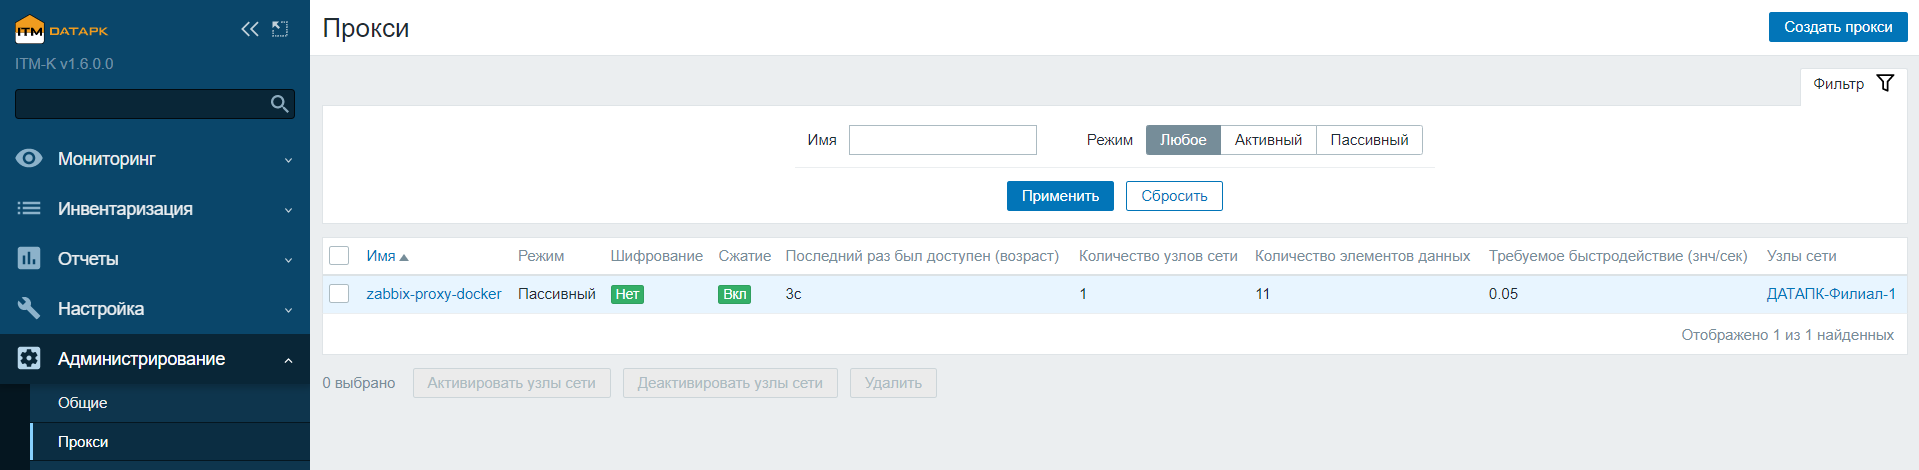 ITM DATAPK
ITM-K v1.6.0.0
Мониторинг
Инвентаризация
Отчеты
Настройка
Администрирование
Общие
Прокси
Прокси
Создать прокси
Фильтр
Имя Режим Любое Активный Пассивный
Применить Сбросить
Имя Режим Шифрование Сжатие Последний раз был доступен (возраст) Количество узлов сети Количество элементов данных Требуемое быстродействие (знч/сек) Узлы сети
zabbix-proxy-docker Пассивный Нет Вкл 3с 1 11 0.05 ДАТАПК-Филиал-1
Отображено 1 из 1 найденных
0 выбрано Активировать узлы сети Деактивировать узлы сети Удалить